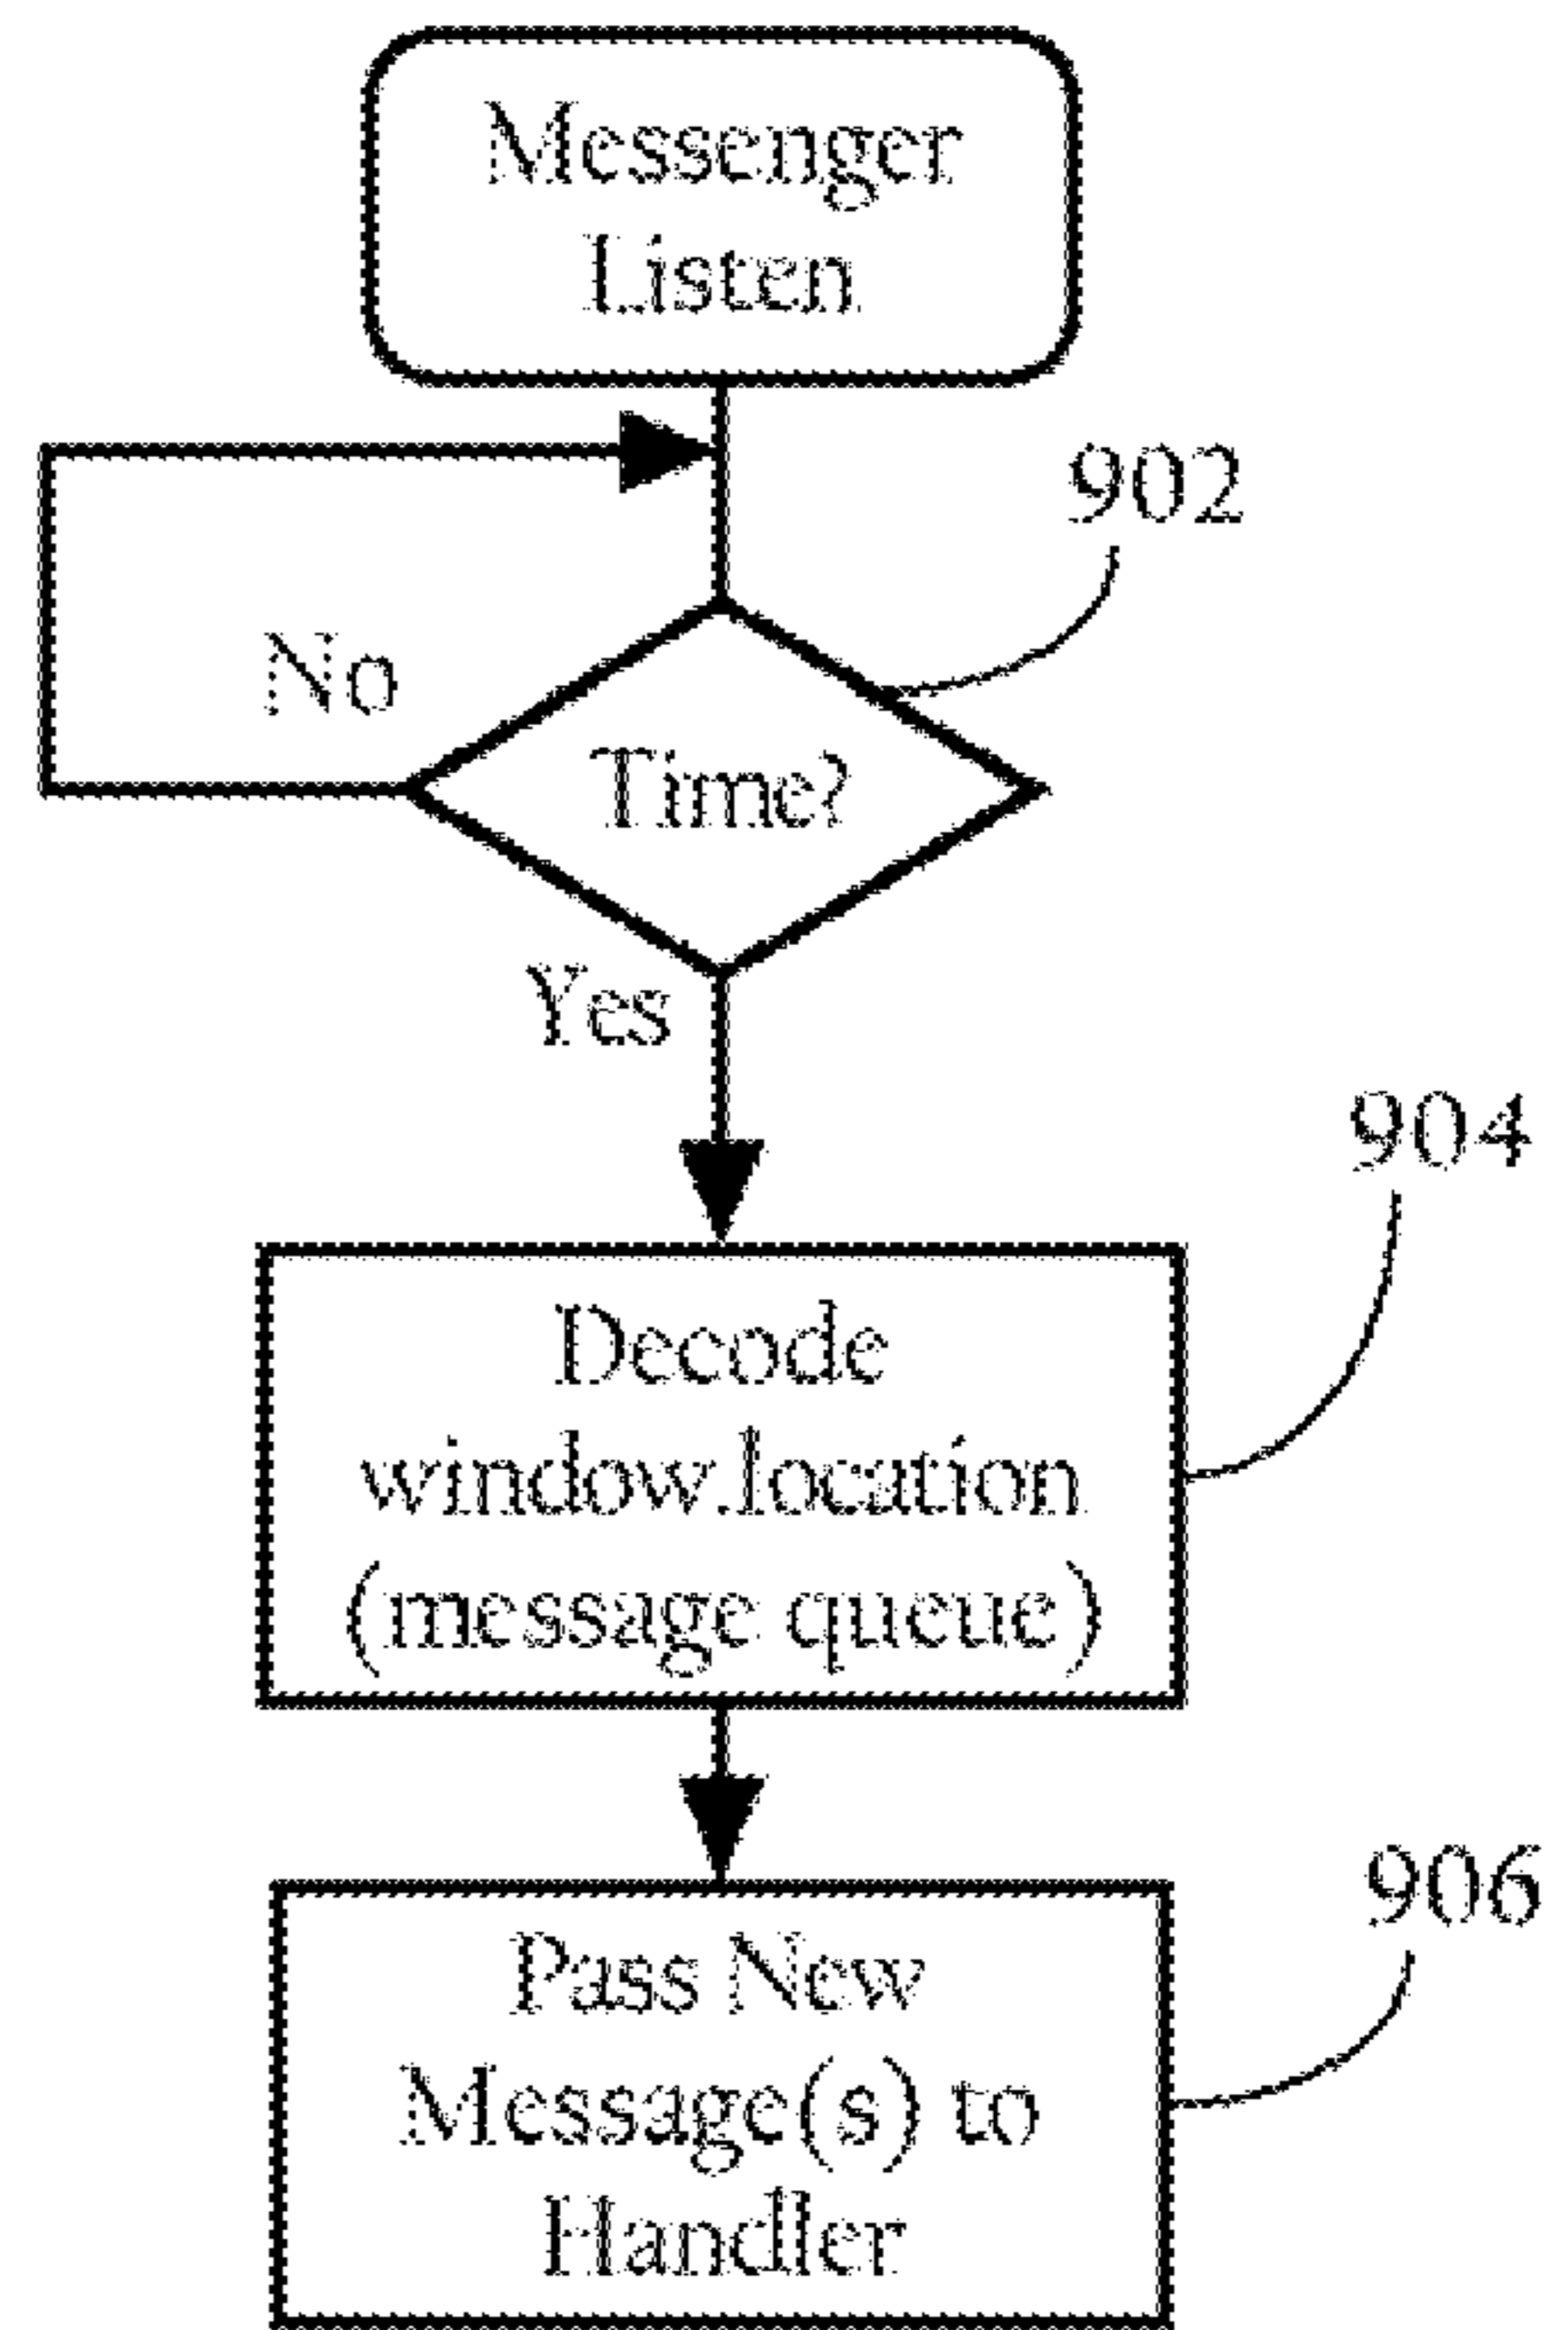 Messenger
Listen
902
No
Time?
Yes
904
Decode
window.location
(message queue)
906
Pass New
Message(s) to
Handler